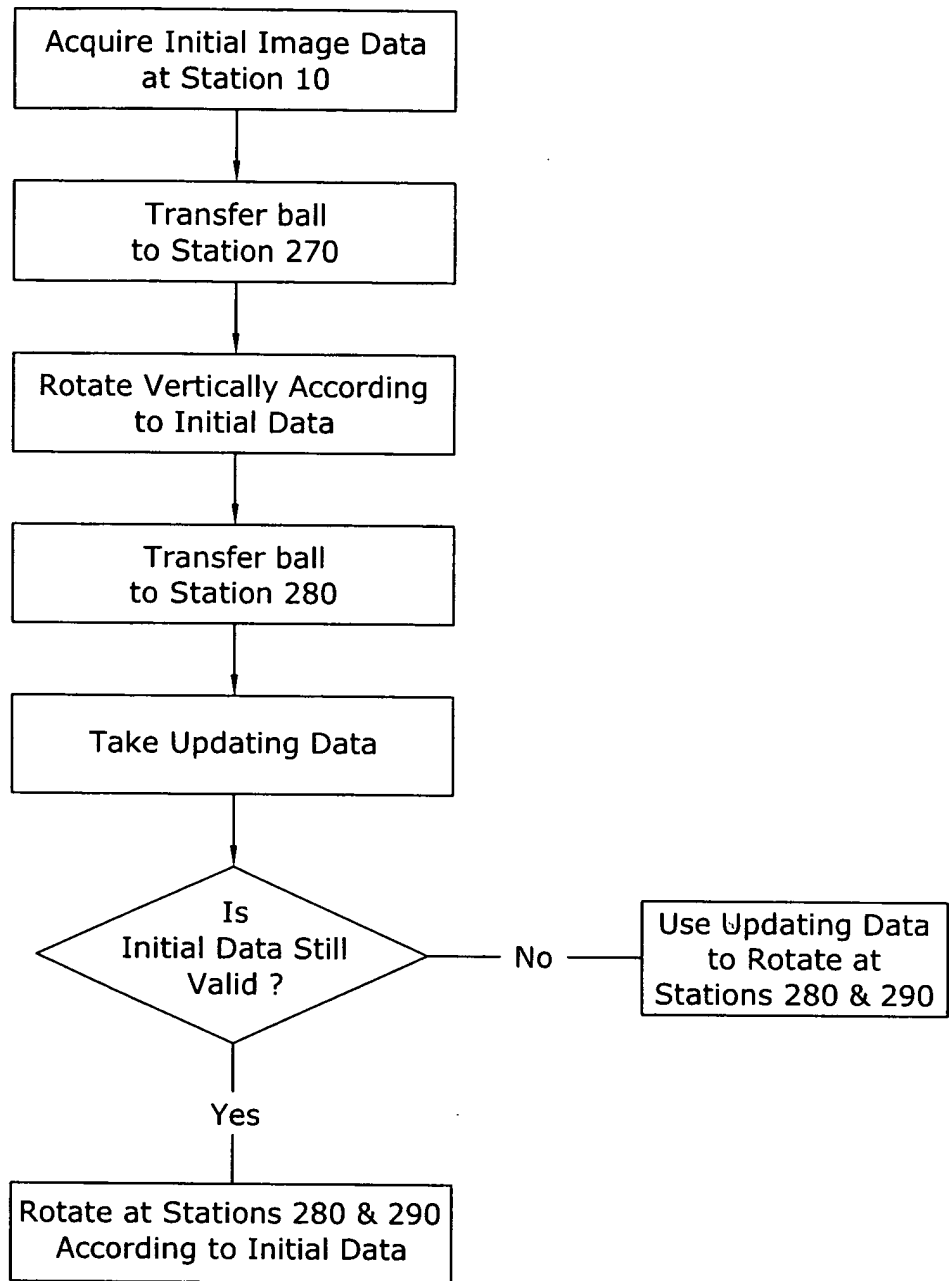 Acquire Initial Image Data
at Station 10
Transfer ball
to Station 270
Rotate Vertically According
to Initial Data
Transfer ball
to Station 280
Take Updating Data
Is
Initial Data Still
Valid ?
No
Use Updating Data
to Rotate at
Stations 280 & 290
Yes
Rotate at Stations 280 & 290
According to Initial Data